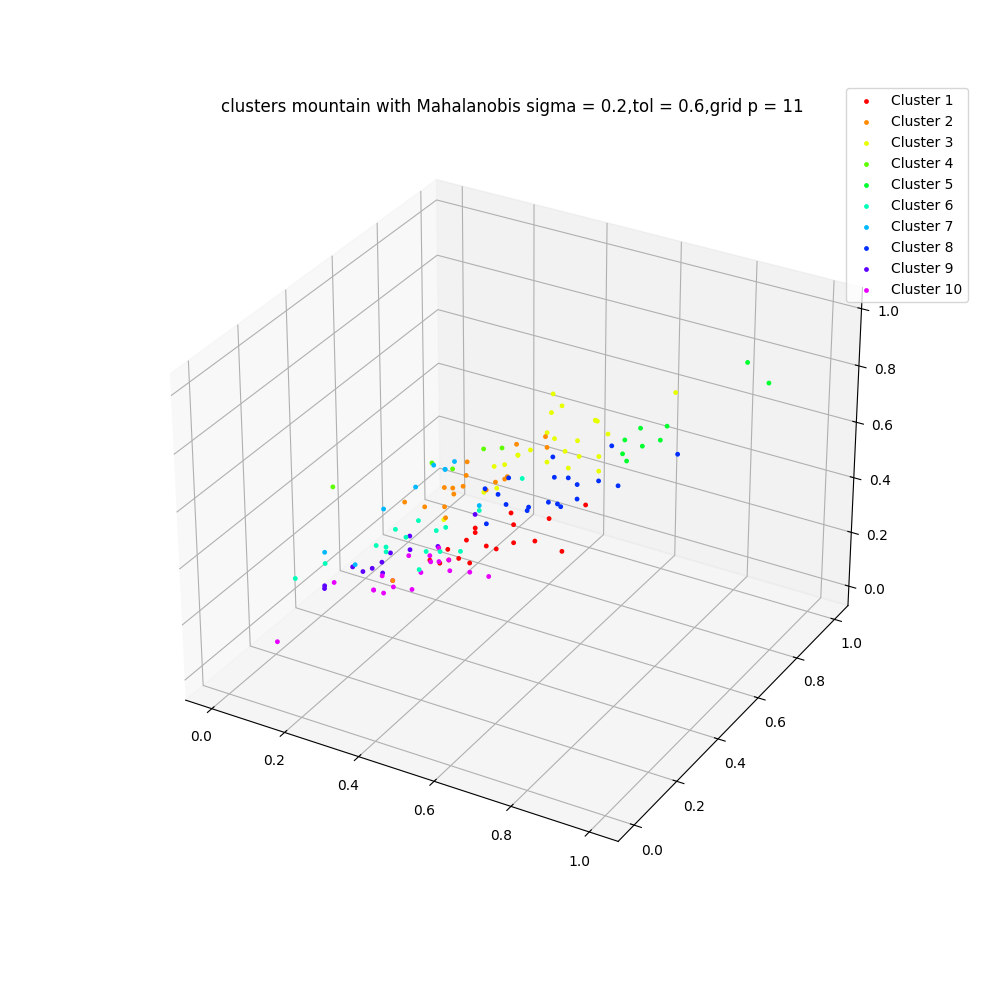 clusters mountain with Mahalanobis sigma = 0.2,tol = 0.6,grid p = 11
Cluster 1
Cluster 2
Cluster 3
Cluster 4
Cluster 5
Cluster 6
Cluster 7
Cluster 8
Cluster 9
Cluster 10
1.0
0.8
0.6
0.4
0.2
0.0
1.0
0.8
0.6
0.4
0.2
0.0
0.0
0.2
0.4
0.6
0.8
1.0